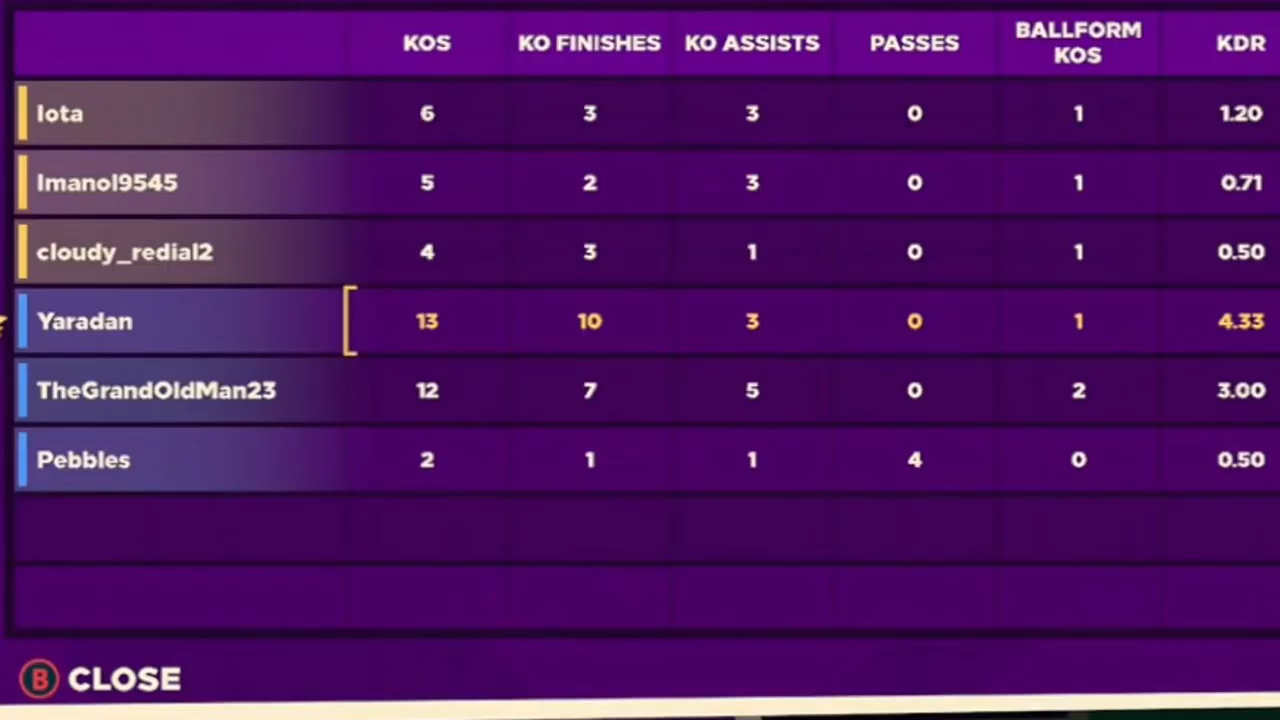 KOS KO FINISHES KO ASSISTS PASSES BALLFORM KOS KDR
Iota 6 3 3 0 1 1.20
Imanol9545 5 2 3 0 1 0.71
cloudy_redial2 4 3 1 0 1 0.50
Yaradan 13 10 3 0 1 4.33
TheGrandOldMan23 12 7 5 0 2 3.00
Pebbles 2 1 1 4 0 0.50
B CLOSE